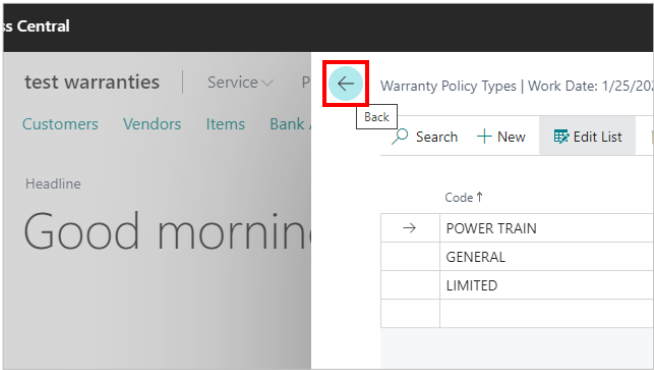 ss Central
test warranties Service P
Warranty Policy Types | Work Date: 1/25/202
Customers Vendors Items Bank
Back
Search + New Edit List
Headline
Good morning
Code ↑
→ POWER TRAIN
GENERAL
LIMITED